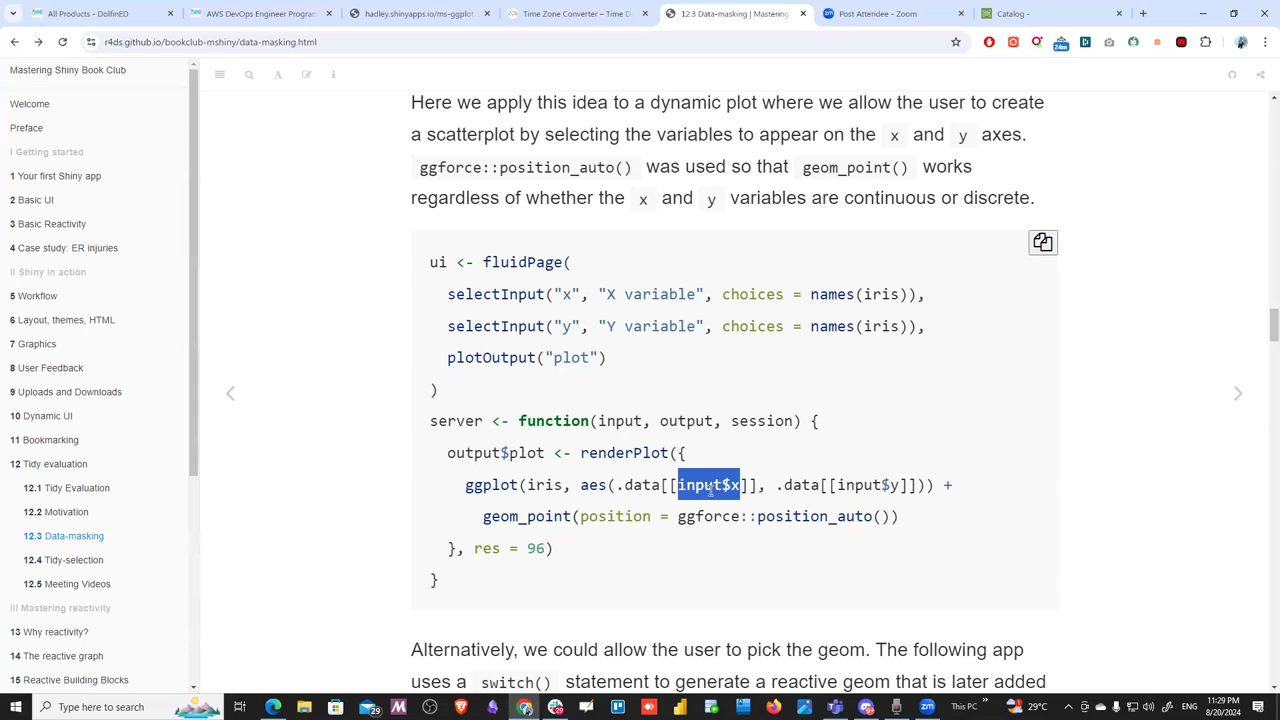 All Products - DolfinED
AWS DevOps Engineer Program
hadley.shinyapps.io/ms-ggplo
Time Zone Converter – Time D
12.3 Data-masking | Mastering
Post Attendee - Zoom
Catalog -
r4ds.github.io/bookclub-mshiny/data-masking.html
24m
Mastering Shiny Book Club
Welcome
Preface
I Getting started
1 Your first Shiny app
2 Basic UI
3 Basic Reactivity
4 Case study: ER injuries
II Shiny in action
5 Workflow
6 Layout, themes, HTML
7 Graphics
8 User Feedback
9 Uploads and Downloads
10 Dynamic UI
11 Bookmarking
12 Tidy evaluation
12.1 Tidy Evaluation
12.2 Motivation
12.3 Data-masking
12.4 Tidy-selection
12.5 Meeting Videos
III Mastering reactivity
13 Why reactivity?
14 The reactive graph
15 Reactive Building Blocks
Here we apply this idea to a dynamic plot where we allow the user to create
a scatterplot by selecting the variables to appear on the x and y axes.
ggforce::position_auto() was used so that geom_point() works
regardless of whether the x and y variables are continuous or discrete.
ui <- fluidPage(
selectInput("x", "X variable", choices = names(iris)),
selectInput("y", "Y variable", choices = names(iris)),
plotOutput("plot")
)
server <- function(input, output, session) {
output$plot <- renderPlot({
ggplot(iris, aes(.data[[input$x]], .data[[input$y]])) +
geom_point(position = ggforce::position_auto())
}, res = 96)
}
Alternatively, we could allow the user to pick the geom. The following app
uses a switch() statement to generate a reactive geom that is later added
Type here to search
29
This PC
29°C
11:29 PM
8/20/2024